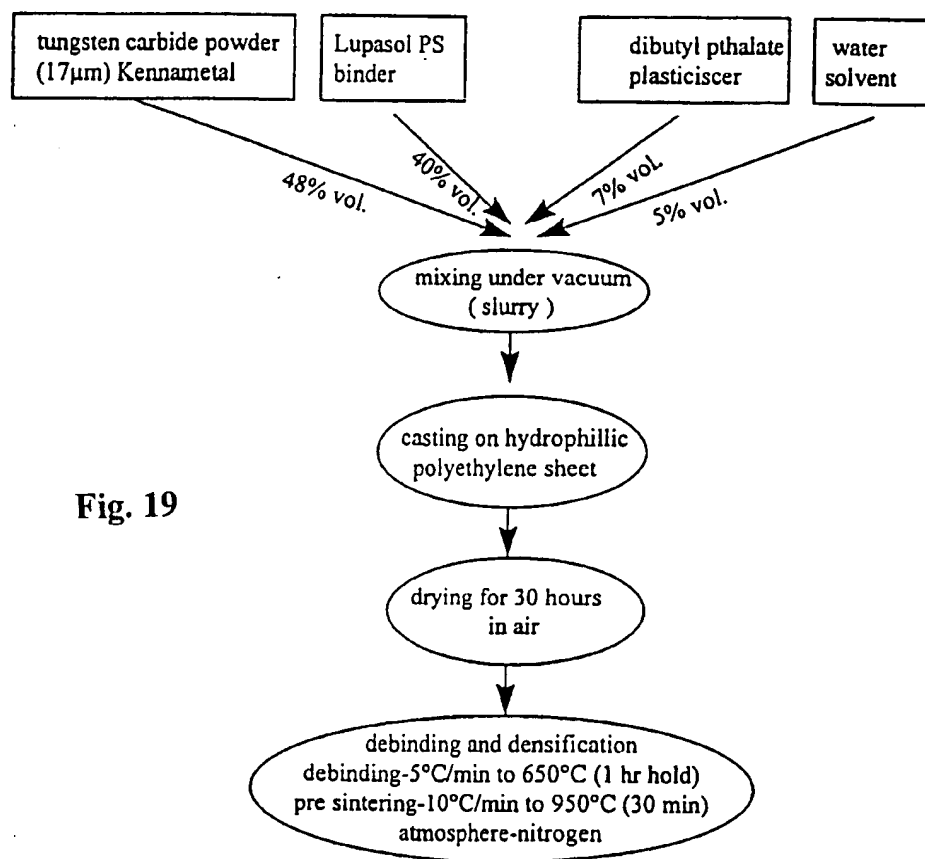 tungsten carbide powder
(17µm) Kennametal
Lupasol PS
binder
dibutyl pthalate
plasticiscer
water
solvent
48% vol.
40% vol.
7% vol.
5% vol.
mixing under vacuum
( slurry )
casting on hydrophillic
polyethylene sheet
Fig. 19
drying for 30 hours
in air
debinding and densification
debinding-5°C/min to 650°C (1 hr hold)
pre sintering-10°C/min to 950°C (30 min)
atmosphere-nitrogen